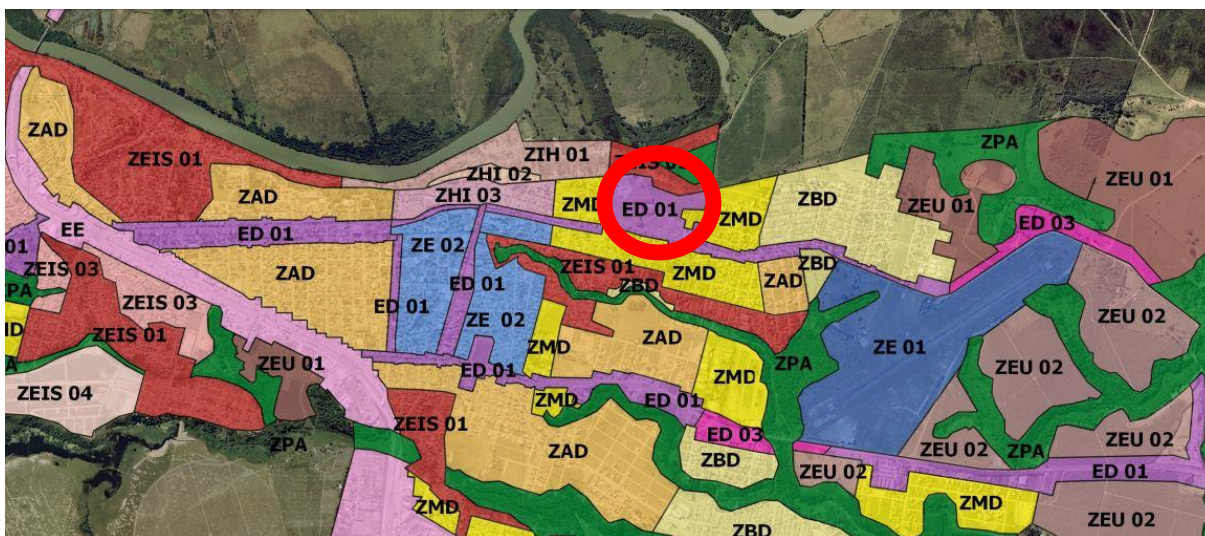 ZAD
ZEIS 01
ZIH 01
ZHI 02
ZHI 03
ZAD
ZMD
ED 01
ZMD
ZBD
ZEU 01
ZPA
ZEU 01
ED 03
EE
ED 01
01
ZE 02
ZEIS 03
ZAD
ED 01
ZEIS 01
ZMD
ZAD
ZBD
ZBD
ZEIS 03
ED 01
ZE 02
ZEIS 01
ZMD
ZAD
ZPA
ZE 01
ZEU 02
ZEU 02
ZEU 01
ED 01
ZMD
ZEIS 04
ZMD
ED 01
ZEIS 01
ZPA
ZAD
ED 03
ZBD
ZEU 02
ZEU 02
ZPA
ZEU 02
ED 01
ZMD
ZMD
ZBD
ZEU 02